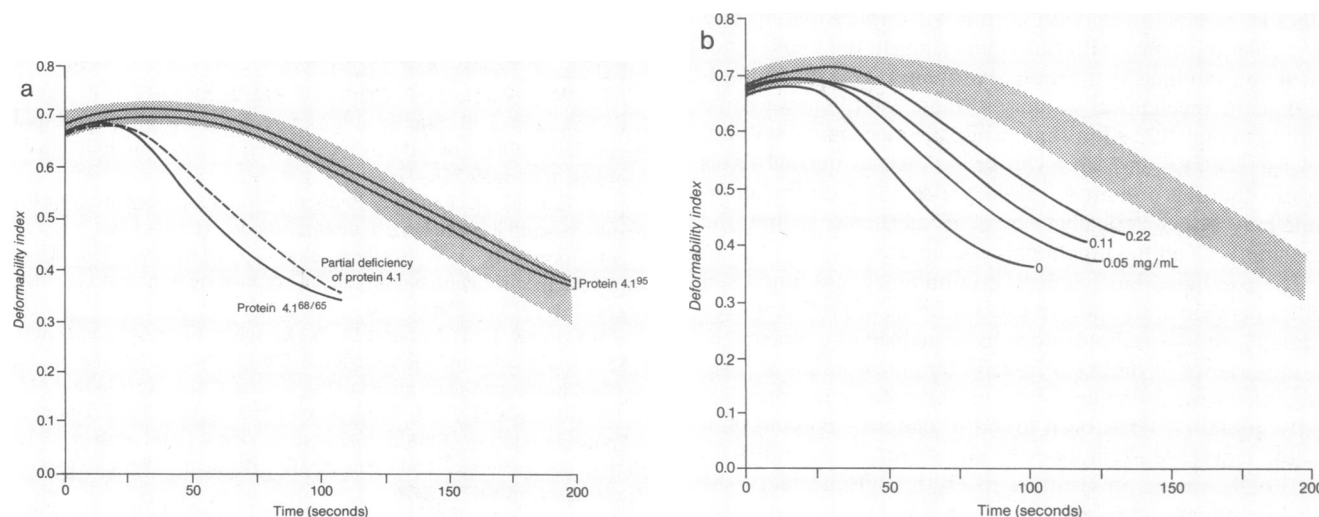 a
0.8
0.7
0.6
0.5
0.4
0.3
0.2
0.1
0.0
Deformability index
Partial deficiency
of protein 4.1
Protein 4.1⁶⁸/⁶⁵
Protein 4.1⁹⁵
0 50 100 150 200
Time (seconds)
b
0.8
0.7
0.6
0.5
0.4
0.3
0.4
0.1
0.0
Deformability index
0.22
0.11
0.05 mg/mL
0
0 50 100 150 200
Time (seconds)